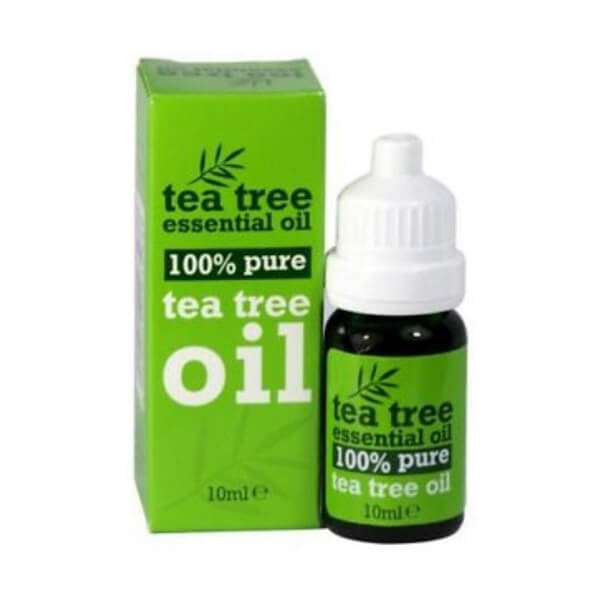 tea tree
essential oil
100% pure
tea tree
oil
10ml ℮
tea tree
essential oil
100% pure
tea tree oil
10ml ℮